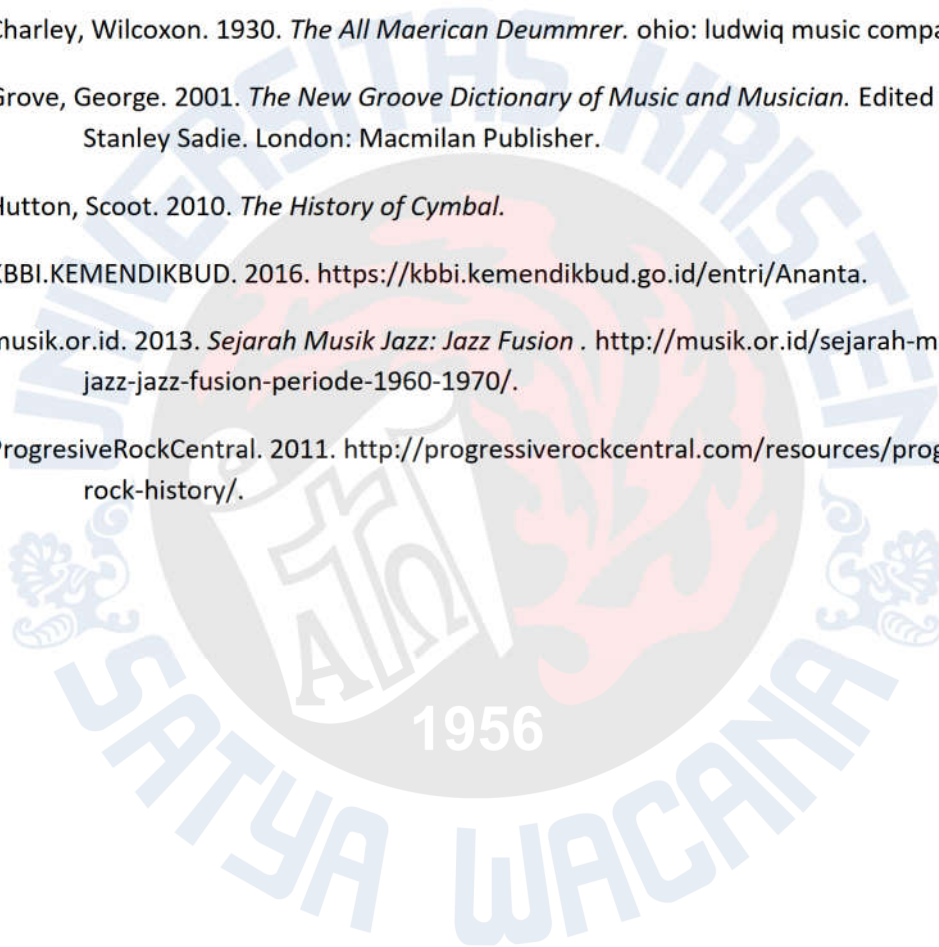 Charley, Wilcoxon. 1930. The All Maerican Deummrer. ohio: ludwiq music compa
Grove, George. 2001. The New Groove Dictionary of Music and Musician. Edited
Stanley Sadie. London: Macmilan Publisher.
Hutton, Scoot. 2010. The History of Cymbal.
KBBI.KEMENDIKBUD. 2016. https://kbbi.kemendikbud.go.id/entri/Ananta.
musik.or.id. 2013. Sejarah Musik Jazz: Jazz Fusion . http://musik.or.id/sejarah-m
jazz-jazz-fusion-periode-1960-1970/.
ProgresiveRockCentral. 2011. http://progressiverockcentral.com/resources/prog
rock-history/.
UNIVERSITAS KRISTEN
Α Ω
1956
SATYA WACANA